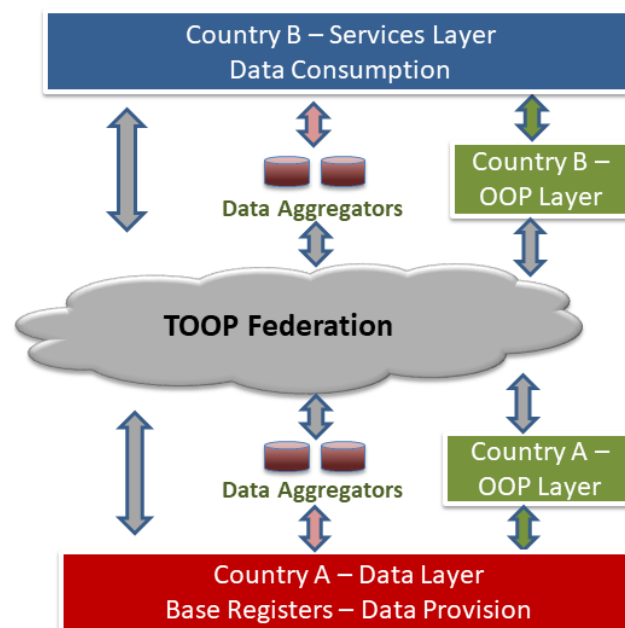 Country B – Services Layer
Data Consumption
Data Aggregators
Country B –
OOP Layer
TOOP Federation
Data Aggregators
Country A –
OOP Layer
Country A – Data Layer
Base Registers – Data Provision